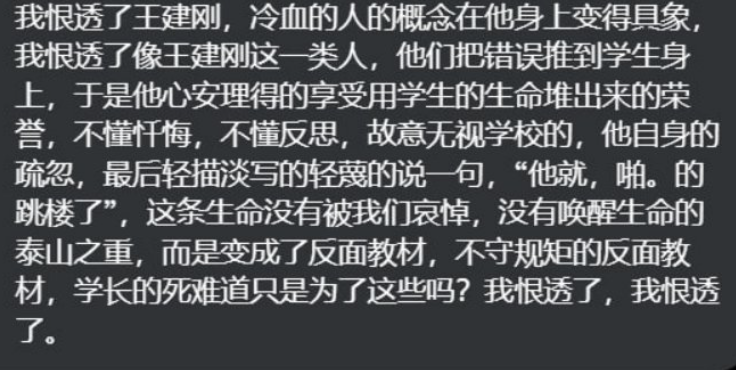 我恨透了王建刚，冷血的人的概念在他身上变得具象，
我恨透了像王建刚这一类人，他们把错误推到学生身
上，于是他心安理得的享受用学生的生命堆出来的荣
誉，不懂忏悔，不懂反思，故意无视学校的，他自身的
疏忽，最后轻描淡写的轻蔑的说一句，“他就，啪。的
跳楼了”，这条生命没有被我们哀悼，没有唤醒生命的
泰山之重，而是变成了反面教材，不守规矩的反面教
材，学长的死难道只是为了这些吗？我恨透了，我恨透
了。